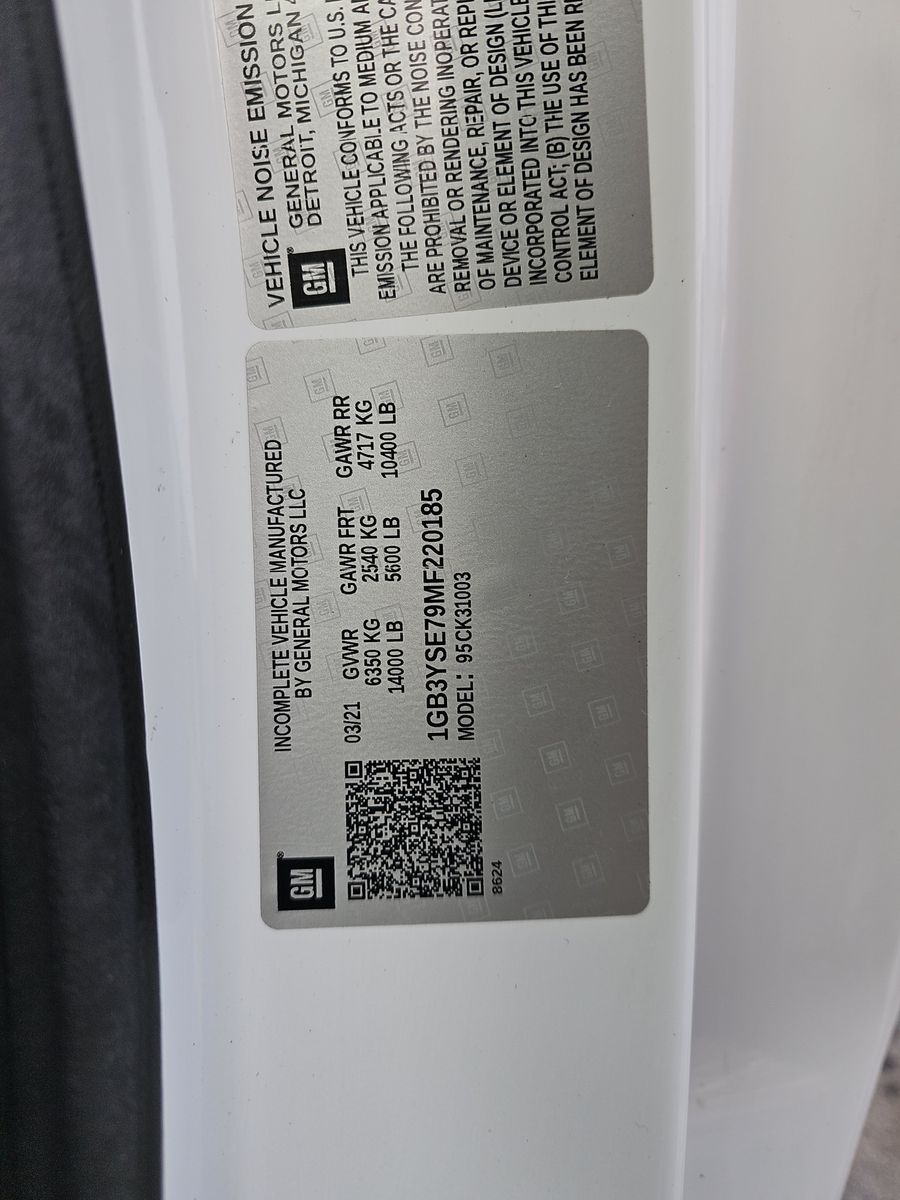 GM
INCOMPLETE VEHICLE MANUFACTURED
BY GENERAL MOTORS LLC
03/21 GVWR GAWR FRT GAWR RR
6350 KG 2540 KG 4717 KG
14000 LB 5600 LB 10400 LB
1GB3YSE79MF220185
MODEL: 95CK31003
8624
VEHICLE NOISE EMISSION
GM
GENERAL MOTORS
DETROIT, MICHIGAN
THIS VEHICLE CONFORMS TO U.S.
EMISSION APPLICABLE TO MEDIUM
THE FOLLOWING ACTS OR THE
ARE PROHIBITED BY THE NOISE
REMOVAL OR RENDERING
OF MAINTENANCE, REPAIR, OR
DEVICE OR ELEMENT OF DESIGN
INCORPORATED INTO THIS VEHICLE
CONTROL ACT; (B) THE USE OF
ELEMENT OF DESIGN HAS BEEN